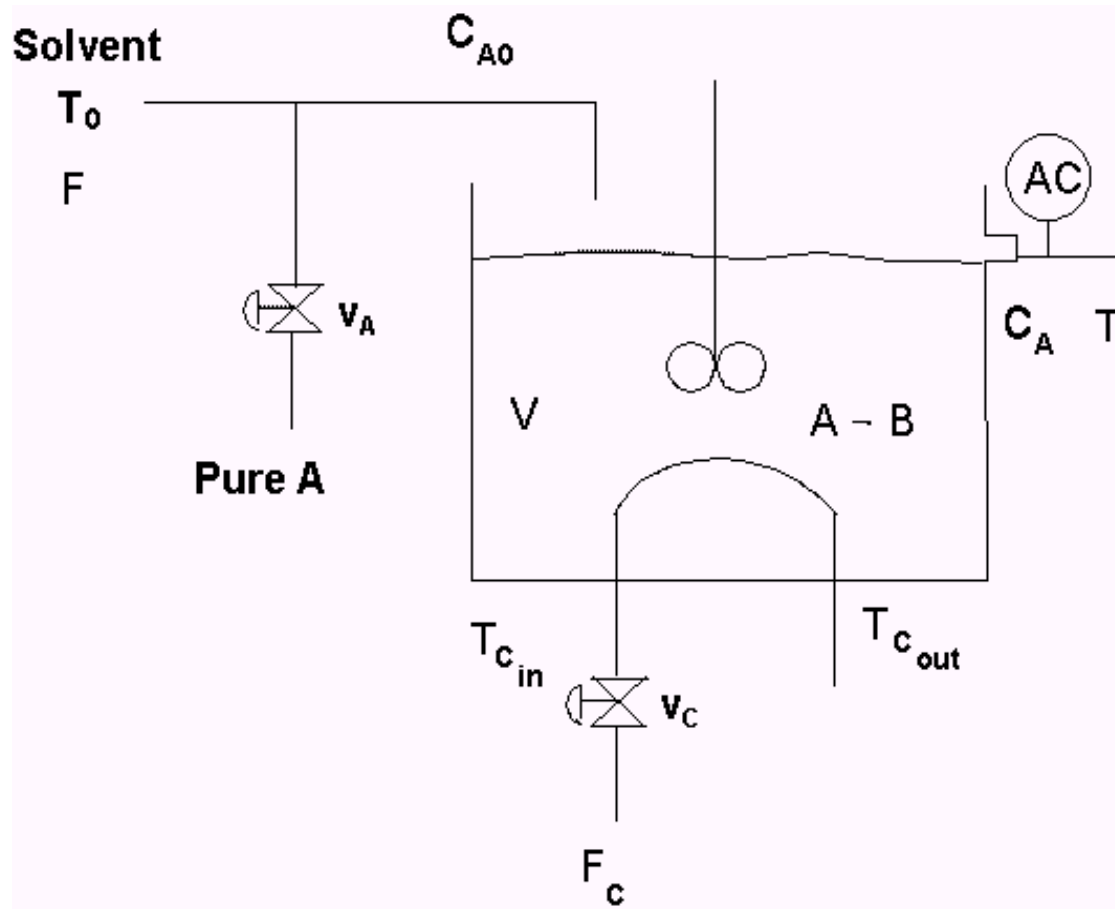 Solvent
C_A0
T_0
F
AC
v_A
C_A T
V
A – B
Pure A
T_C_in
T_C_out
v_C
F_C